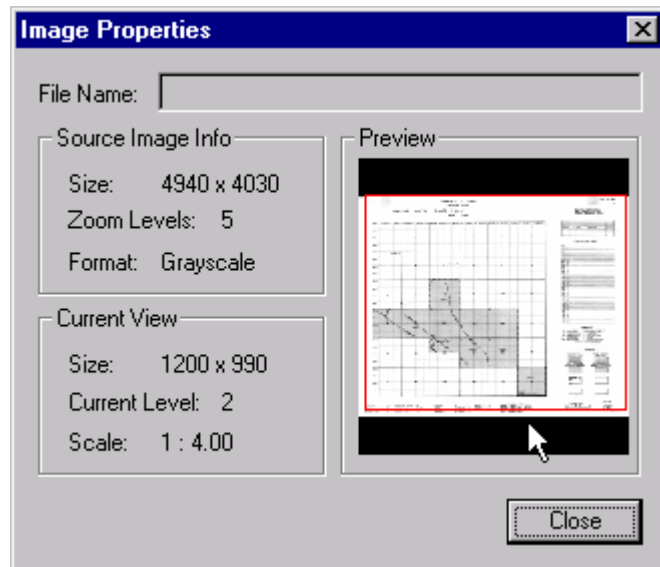 Image Properties
File Name:
Source Image Info
Size: 4940 x 4030
Zoom Levels: 5
Format: Grayscale
Current View
Size: 1200 x 990
Current Level: 2
Scale: 1 : 4.00
Preview
Close